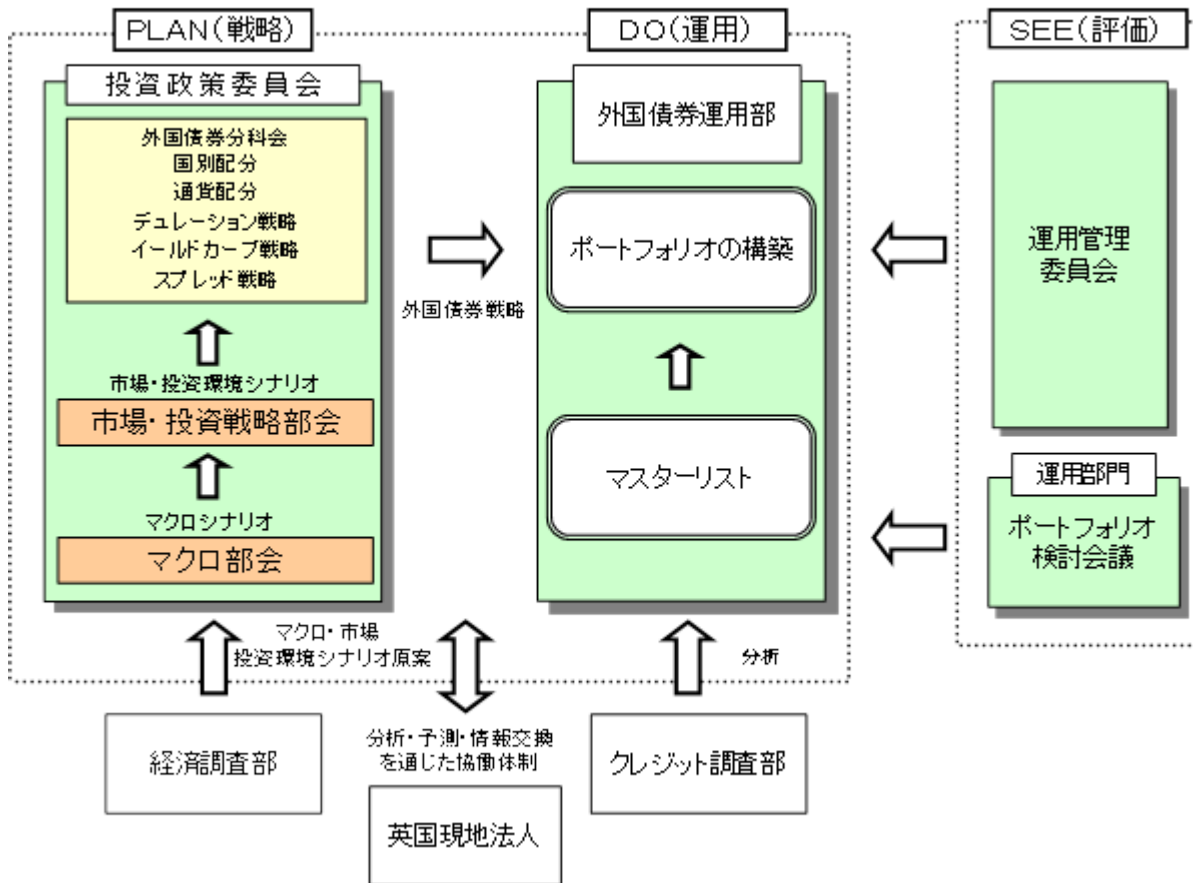 PLAN(戦略)
投資政策委員会
外国債券分科会
国別配分
通貨配分
デュレーション戦略
イールドカーブ戦略
スプレッド戦略
市場・投資環境シナリオ
市場・投資戦略部会
マクロシナリオ
マクロ部会
外国債券戦略
DO(運用)
外国債券運用部
ポートフォリオの構築
マスターリスト
SEE(評価)
運用管理
委員会
運用部門
ポートフォリオ
検討会議
マクロ・市場
投資環境シナリオ原案
分析
経済調査部
分析・予測・情報交換
を通じた協働体制
英国現地法人
クレジット調査部